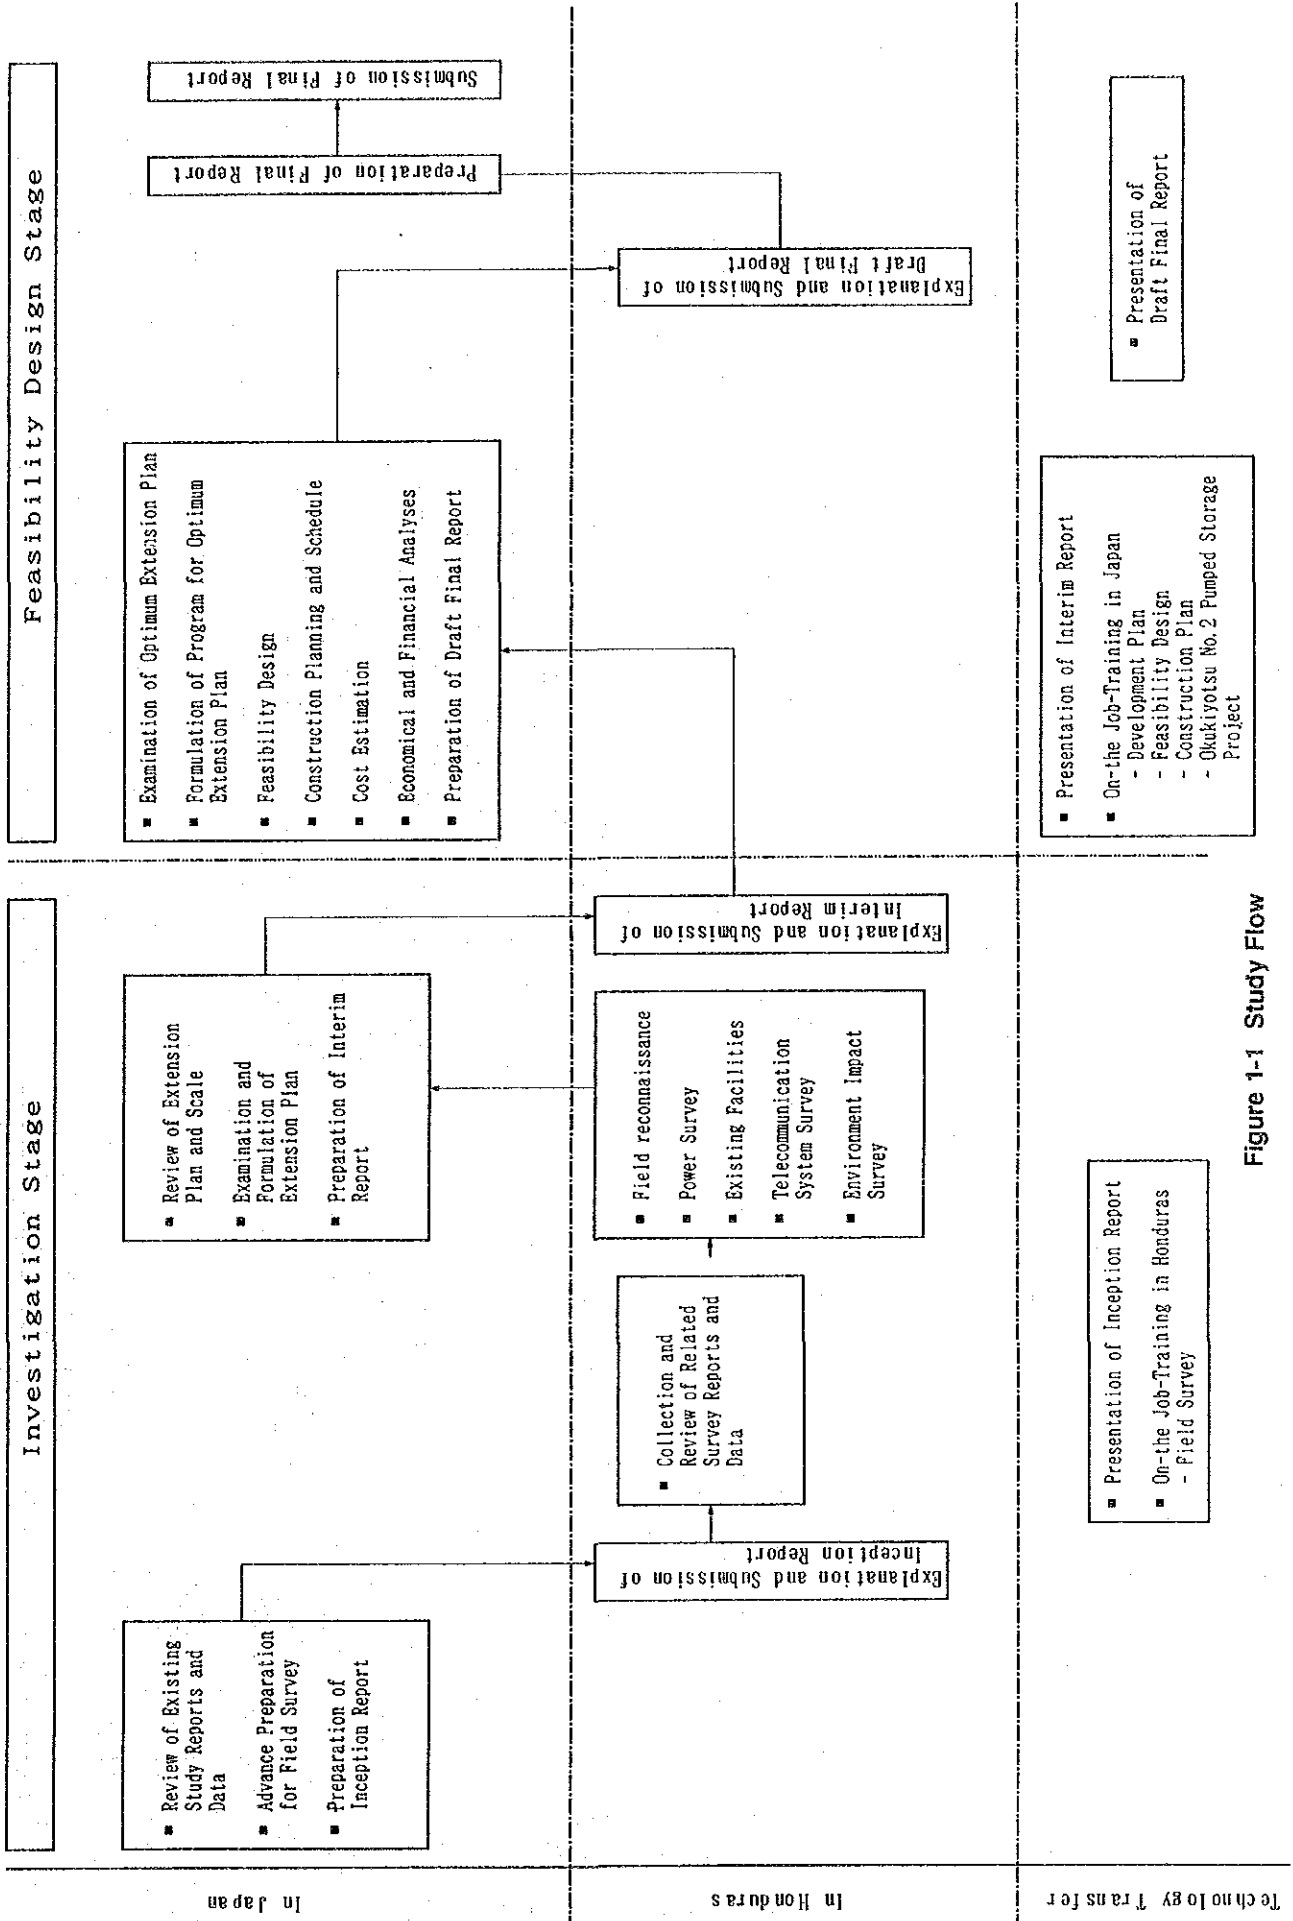 Investigation Stage
Feasibility Design Stage
In Japan
■ Review of Existing
Study Reports and
Data
■ Advance Preparation
for Field Survey
■ Preparation of
Inception Report
■ Review of Extension
Plan and Scale
■ Examination and
Formulation of
Extension Plan
■ Preparation of Interim
Report
■ Examination of Optimum Extension Plan
■ Formulation of Program for Optimum
Extension Plan
■ Feasibility Design
■ Construction Planning and Schedule
■ Cost Estimation
■ Economical and Financial Analyses
■ Preparation of Draft Final Report
Preparation of Final Report
Submission of Final Report
In Honduras
Explanation and Submission of
Inception Report
■ Collection and
Review of Related
Survey Reports and
Data
■ Field reconnaissance
■ Power Survey
■ Existing Facilities
■ Telecommunication
System Survey
■ Environment Impact
Survey
Explanation and Submission of
Interim Report
Explanation and Submission of
Draft Final Report
Technology Transfer
■ Presentation of Inception Report
■ On-the Job-Training in Honduras
- Field Survey
■ Presentation of Interim Report
■ On-the Job-Training in Japan
- Development Plan
- Feasibility Design
- Construction Plan
- Okukiyotsu No. 2 Pumped Storage
Project
■ Presentation of
Draft Final Report
Figure 1-1 Study Flow